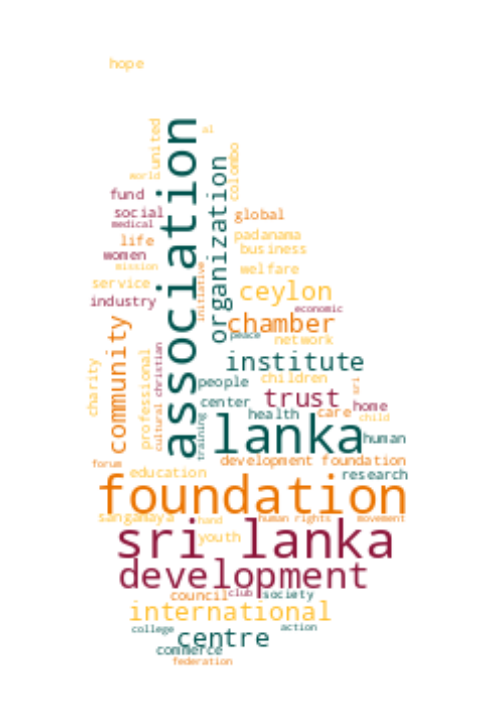 hope
association
united
al
world
organization
colombo
fund
social
medical
global
life
padanama
women
business
mission
welfare
service
initiative
ceylon
industry
economic
community
chamber
peace
network
institute
professional
christian
charity
people
children
sri
trust
center
home
cultural
health
care
child
training
lanka
human
forum
development foundation
education
research
foundation
sangamaya
hand
human rights
movement
sri lanka
youth
development
council
club
society
international
college
action
centre
commerce
federation